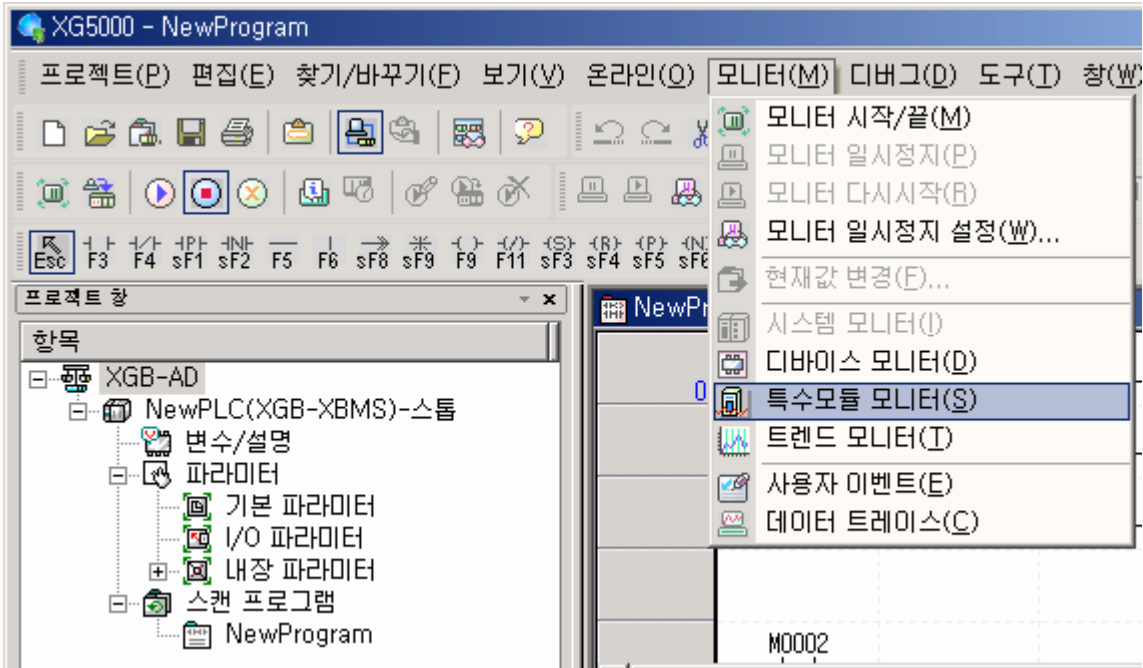 XG5000 - NewProgram
프로젝트(P) 편집(E) 찾기/바꾸기(F) 보기(V) 온라인(O) 모니터(M) 디버그(D) 도구(T) 창(W)
모니터 시작/끝(M)
모니터 일시정지(P)
모니터 다시시작(R)
모니터 일시정지 설정(W)...
현재값 변경(F)...
시스템 모니터(I)
디바이스 모니터(D)
특수모듈 모니터(S)
트렌드 모니터(T)
사용자 이벤트(E)
데이터 트레이스(C)
Esc F3 F4 sF1 sF2 F5 F6 sF8 sF9 F9 F11 sF3 sF4 sF5 sF6
프로젝트 창
항목
XGB-AD
NewPLC(XGB-XBMS)-스톱
변수/설명
파라미터
기본 파라미터
I/O 파라미터
내장 파라미터
스캔 프로그램
NewProgram
NewPr
0
M0002